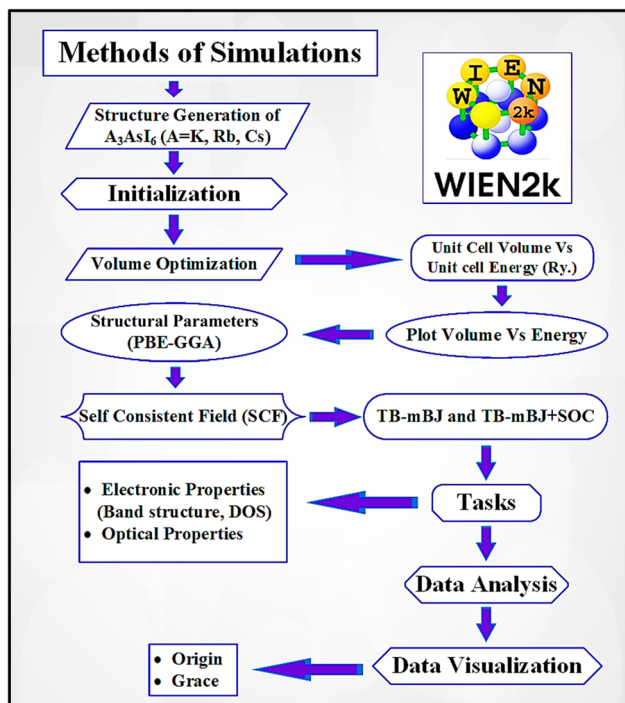 Methods of Simulations
Structure Generation of
A₃AsI₆ (A=K, Rb, Cs)
W I E N
2k
WIEN2k
Initialization
Volume Optimization
Unit Cell Volume Vs
Unit cell Energy (Ry.)
Structural Parameters
(PBE-GGA)
Plot Volume Vs Energy
Self Consistent Field (SCF)
TB-mBJ and TB-mBJ+SOC
• Electronic Properties
(Band structure, DOS)
• Optical Properties
Tasks
Data Analysis
Data Visualization
• Origin
• Grace